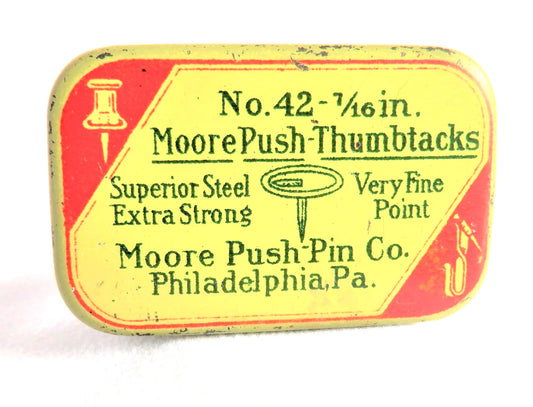 No. 42 - 7/16 in.
Moore Push-Thumbtacks
Superior Steel Very Fine
Extra Strong Point
Moore Push-Pin Co.
Philadelphia, Pa.